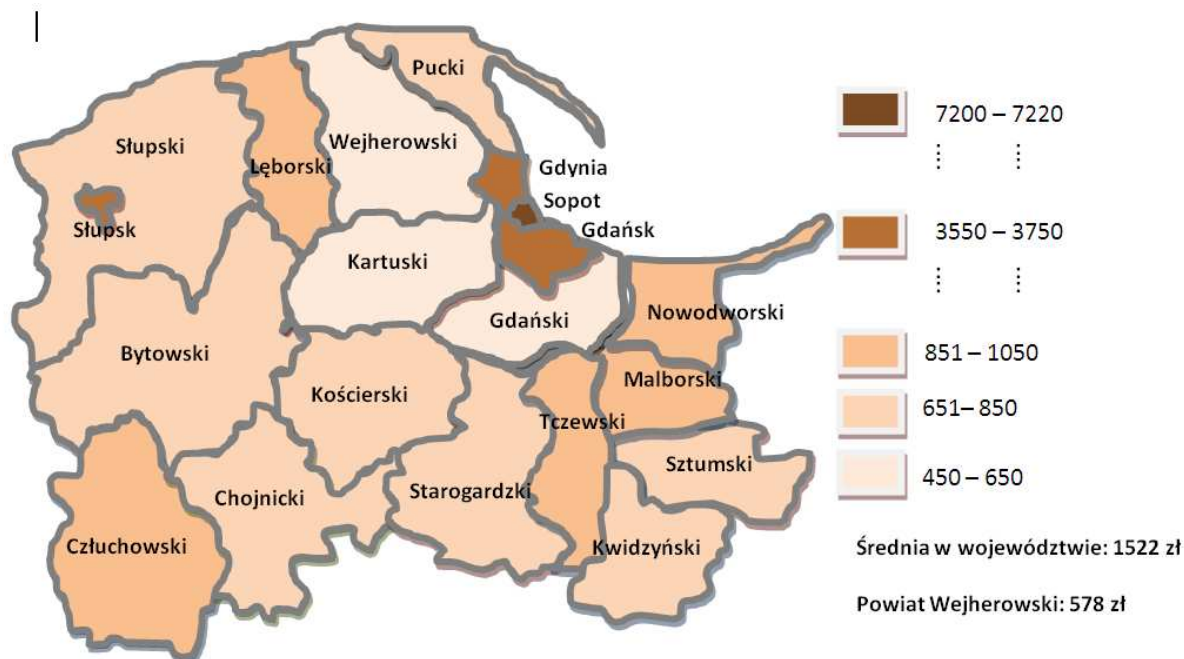 Pucki
Słupski
Wejherowski
Lęborski
Gdynia
Sopot
Słupsk
Gdańsk
Kartuski
Gdański
Nowodworski
Bytowski
Malborski
Kościerski
Tczewski
Sztumski
Chojnicki
Starogardzki
Człuchowski
Kwidzyński
7200 – 7220
3550 – 3750
851 – 1050
651– 850
450 – 650
Średnia w województwie: 1522 zł
Powiat Wejherowski: 578 zł